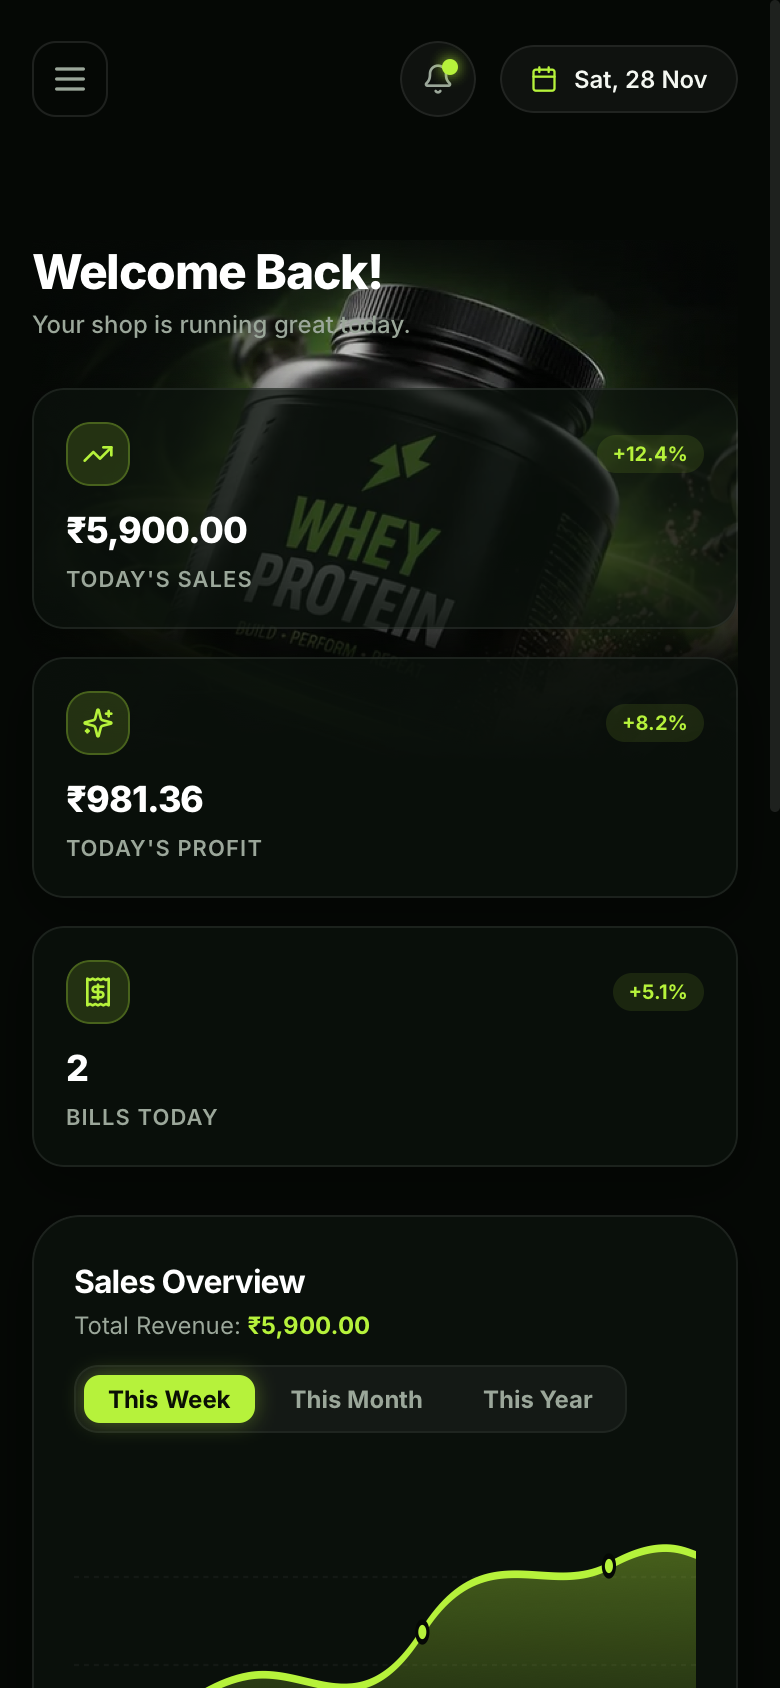 Sat, 28 Nov
Welcome Back!
Your shop is running great today.
+12.4%
WHEY
₹5,900.00
PROTEIN
TODAY'S SALES
BUILD • PERFORM •
+8.2%
₹981.36
TODAY'S PROFIT
+5.1%
2
BILLS TODAY
Sales Overview
Total Revenue: ₹5,900.00
This Week This Month This Year